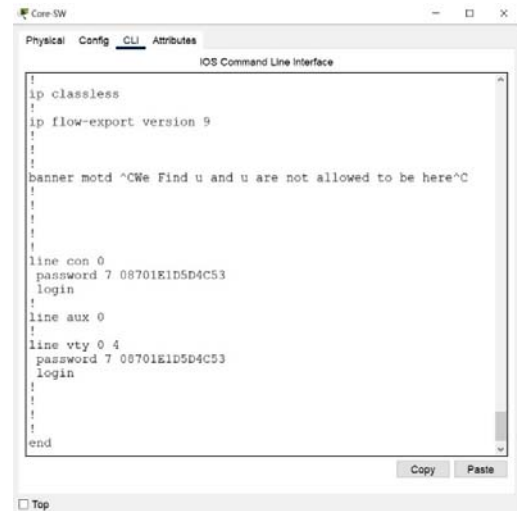 Core-SW
Physical Config CLI Attributes
IOS Command Line Interface
!
ip classless
!
ip flow-export version 9
!
!
!
banner motd ^CWe Find u and u are not allowed to be here^C
!
!
!
!
!
line con 0
password 7 08701E1D5D4C53
login
!
line aux 0
!
line vty 0 4
password 7 08701E1D5D4C53
login
!
!
!
!
end
Copy Paste
Top